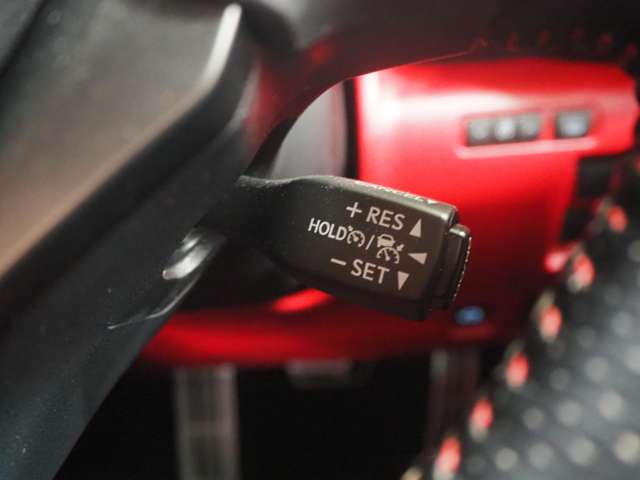 + RES
HOLD /
− SET